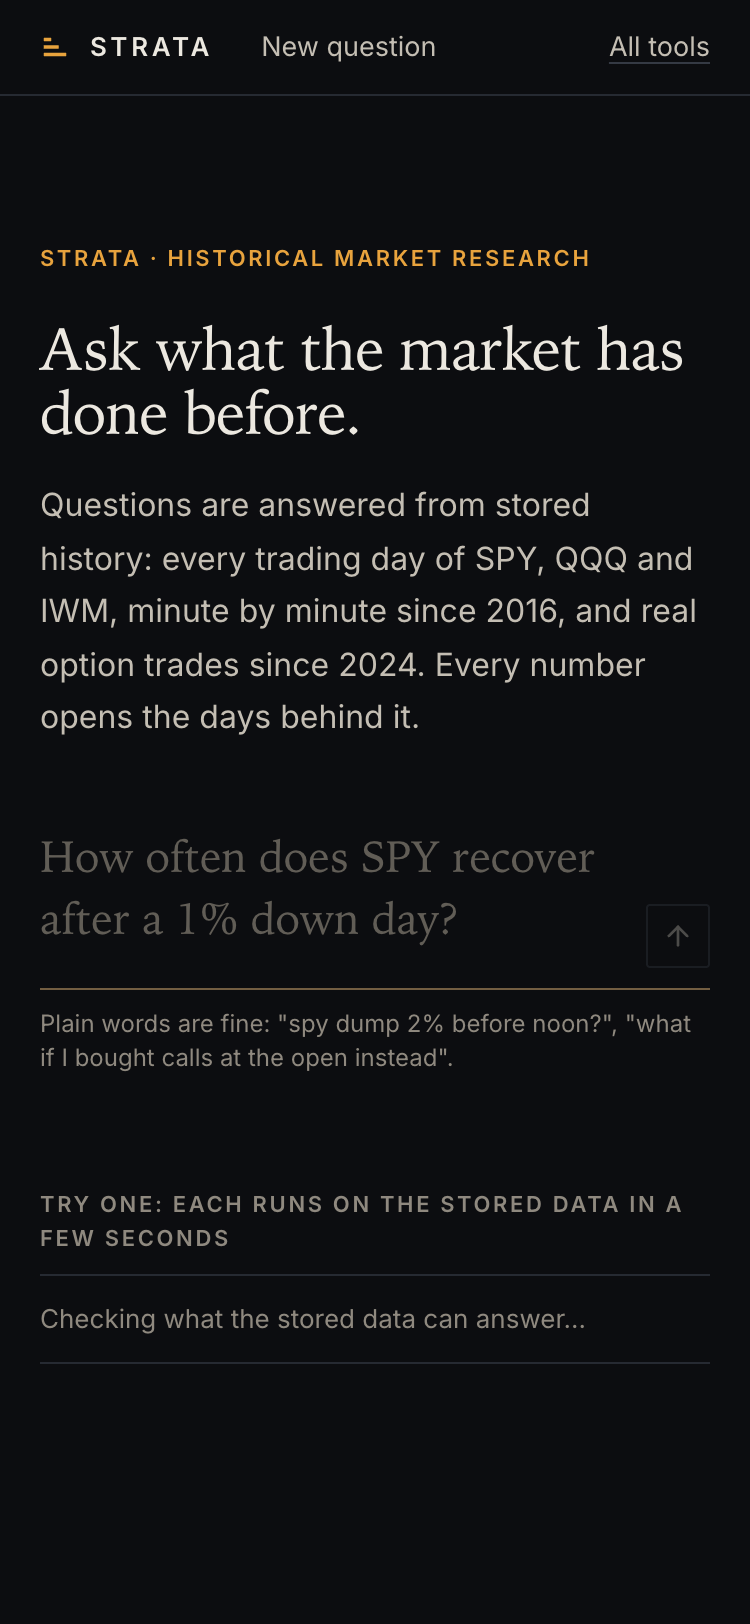 STRATA New question All tools
STRATA · HISTORICAL MARKET RESEARCH
Ask what the market has
done before.
Questions are answered from stored
history: every trading day of SPY, QQQ and
IWM, minute by minute since 2016, and real
option trades since 2024. Every number
opens the days behind it.
How often does SPY recover
after a 1% down day?
Plain words are fine: "spy dump 2% before noon?", "what
if I bought calls at the open instead".
TRY ONE: EACH RUNS ON THE STORED DATA IN A
FEW SECONDS
Checking what the stored data can answer...